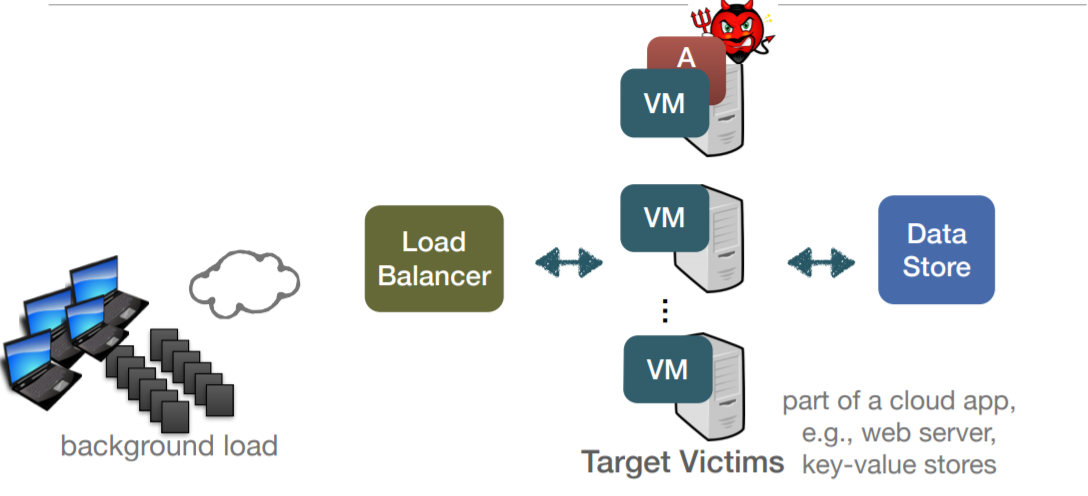 A
VM
VM
Load
Balancer
Data
Store
⋮
VM
background load
Target Victims
part of a cloud app,
e.g., web server,
key-value stores